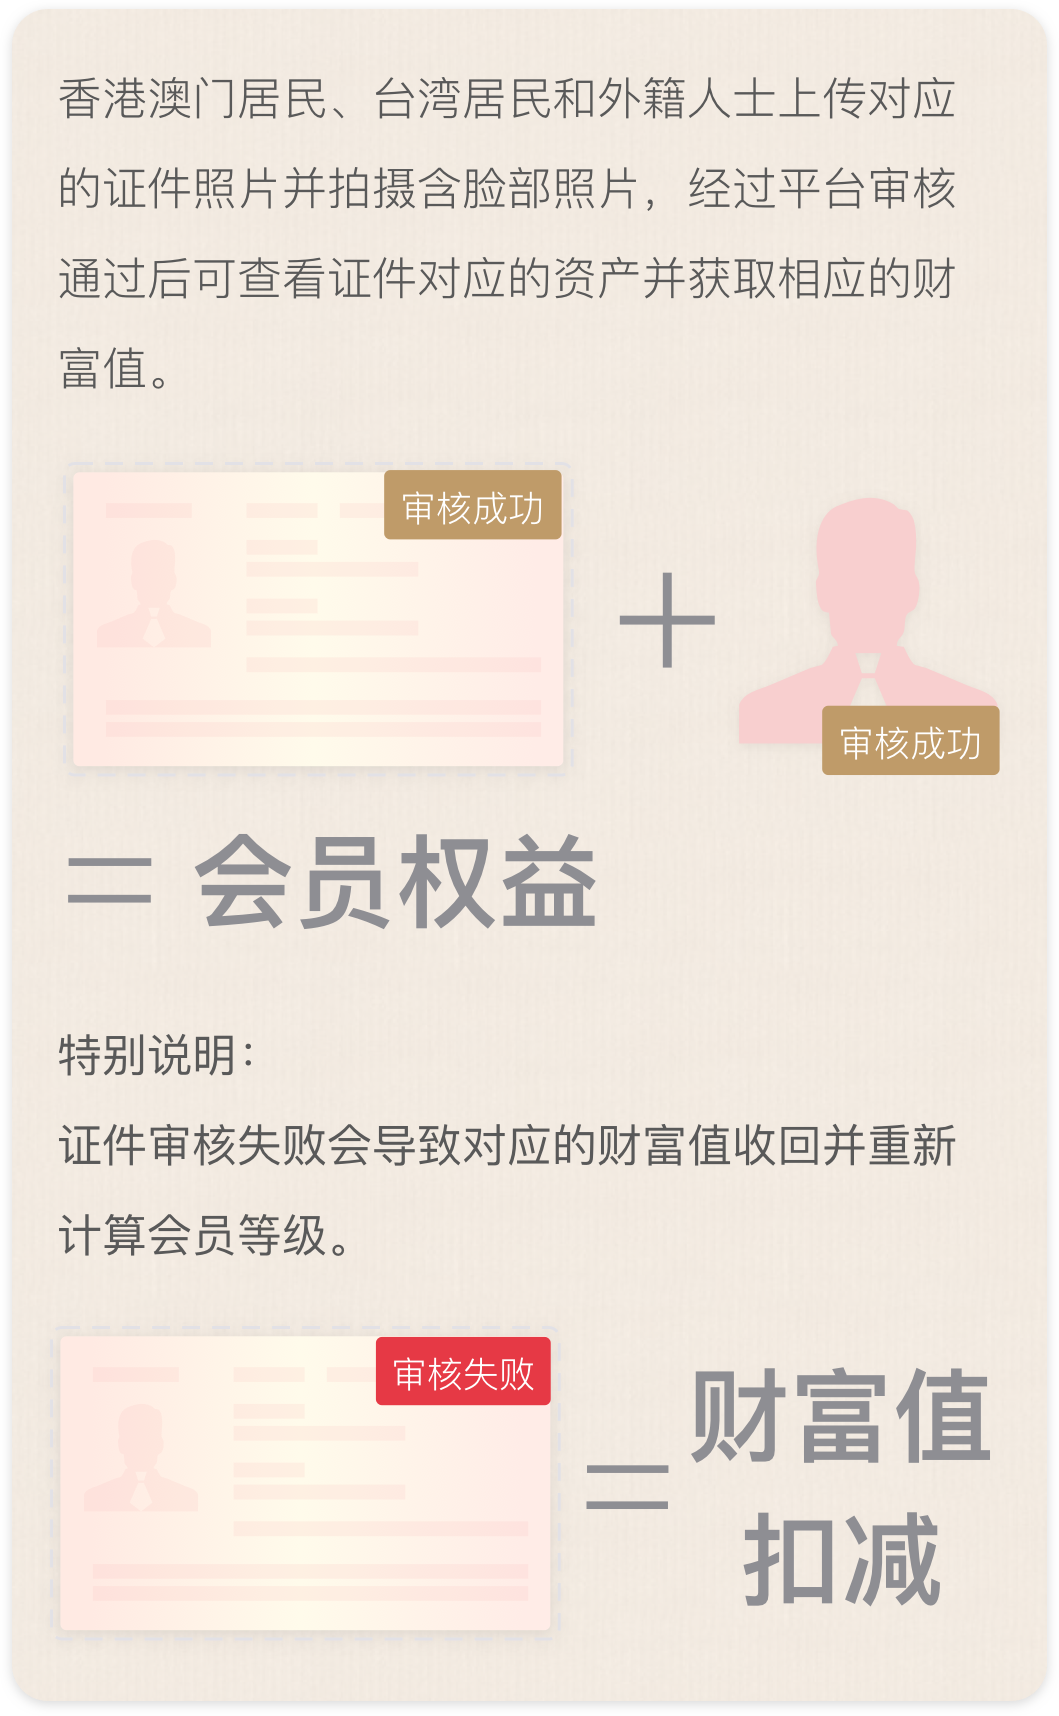 香港澳门居民、台湾居民和外籍人士上传对应
的证件照片并拍摄含脸部照片，经过平台审核
通过后可查看证件对应的资产并获取相应的财
富值。
审核成功
+
审核成功
= 会员权益
特别说明：
证件审核失败会导致对应的财富值收回并重新
计算会员等级。
审核失败
= 财富值
扣减